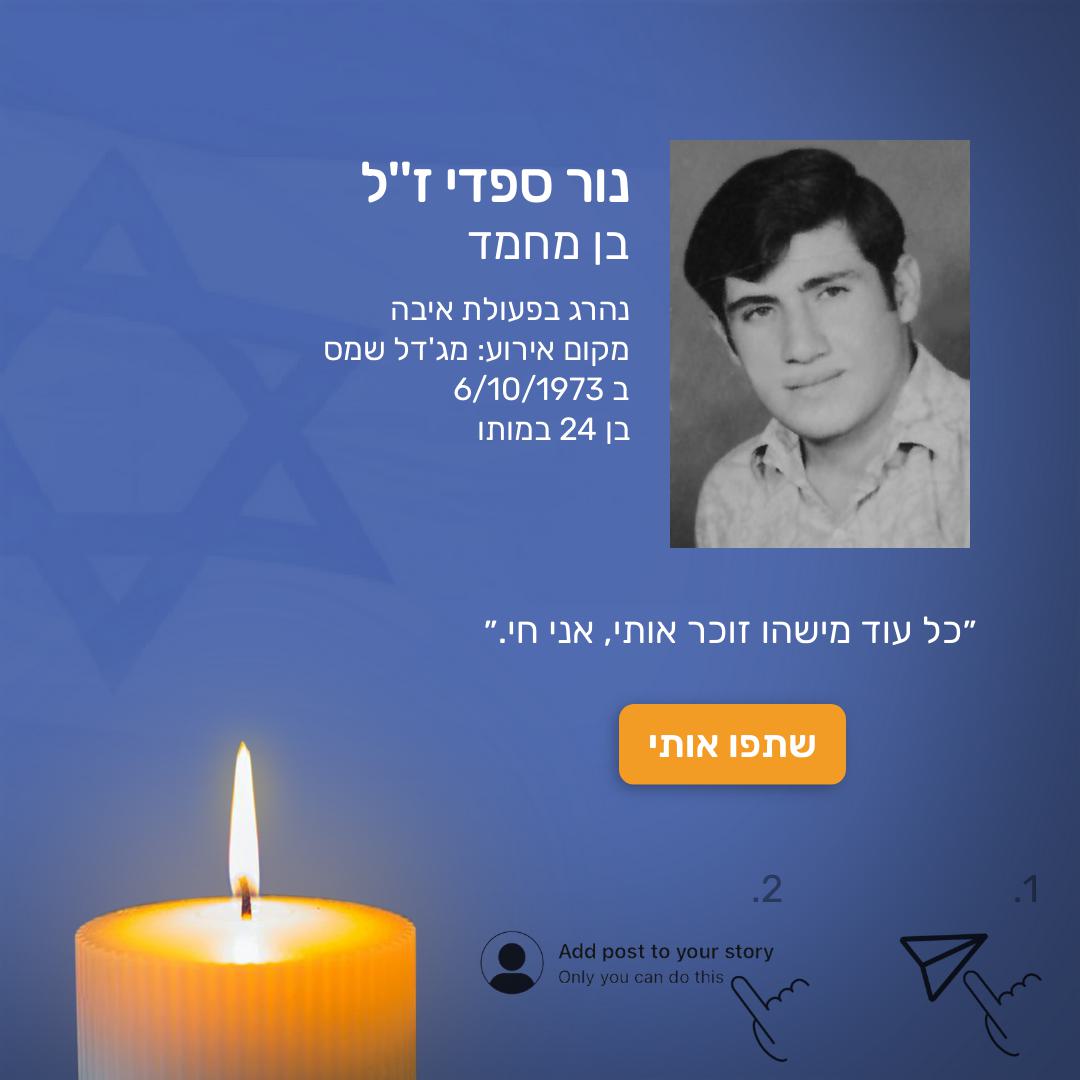 נור ספדי ז"ל
בן מחמד
נהרג בפעולת איבה
מקום אירוע: מג'דל שמס
ב 6/10/1973
בן 24 במותו
״כל עוד מישהו זוכר אותי, אני חי.״
שתפו אותי
1.
2.
Add post to your story
Only you can do this